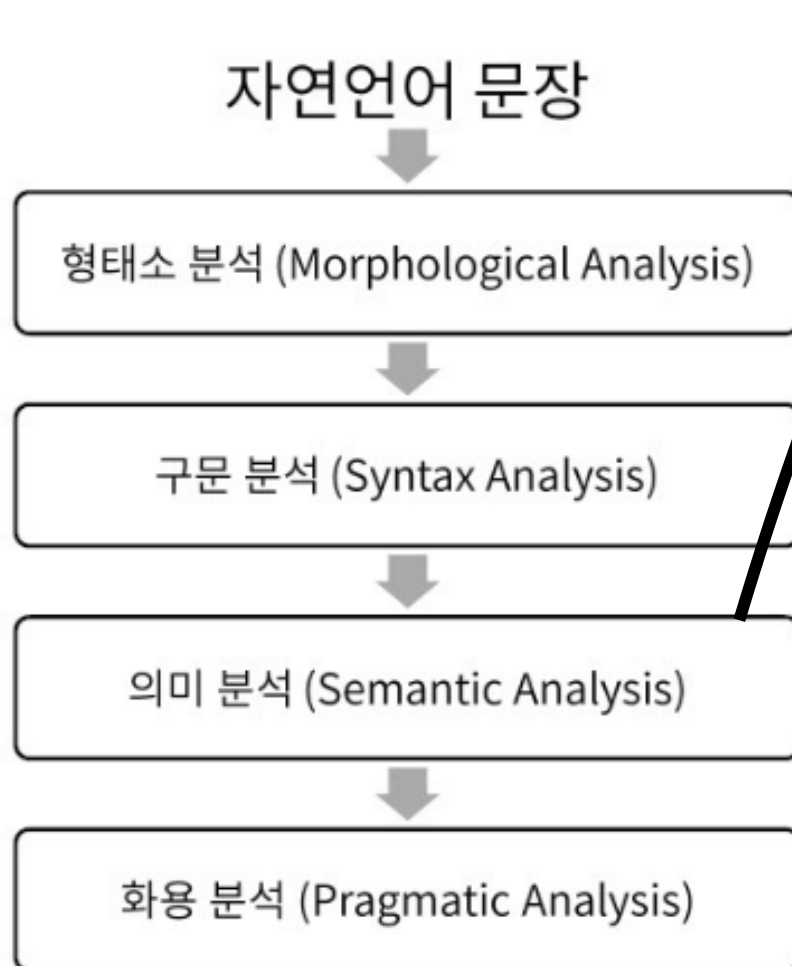 자연언어 문장
형태소 분석 (Morphological Analysis)
구문 분석 (Syntax Analysis)
의미 분석 (Semantic Analysis)
화용 분석 (Pragmatic Analysis)